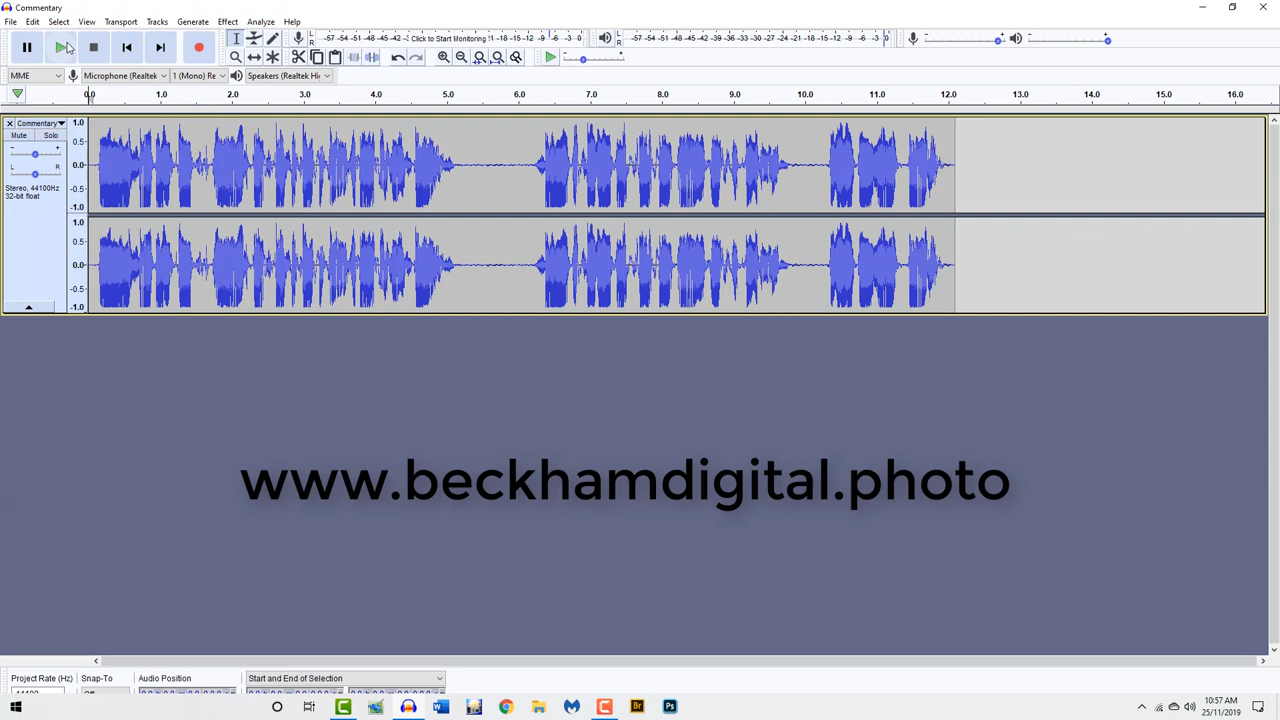 Commentary
File Edit Select View Transport Tracks Generate Effect Analyze Help
-57 -54 -51 -48 -45 -42 - Click to Start Monitoring -18 -15 -12 -9 -6 -3 0
-57 -54 -51 -48 -45 -42 -39 -36 -33 -30 -27 -24 -21 -18 -15 -12 -9 -6 -3 0
L
R
L
R
MME
Microphone (Realtek
1 (Mono) Re
Speakers (Realtek Hi
0.0 1.0 2.0 3.0 4.0 5.0 6.0 7.0 8.0 9.0 10.0 11.0 12.0 13.0 14.0 15.0 16.0
Commentary
Mute Solo
- +
L R
Stereo, 44100Hz
32-bit float
1.0
0.5
0.0
-0.5
-1.0
1.0
0.5
0.0
-0.5
-1.0
www.beckhamdigital.photo
Project Rate (Hz) Snap-To Audio Position Start and End of Selection
10:57 AM
25/11/2019